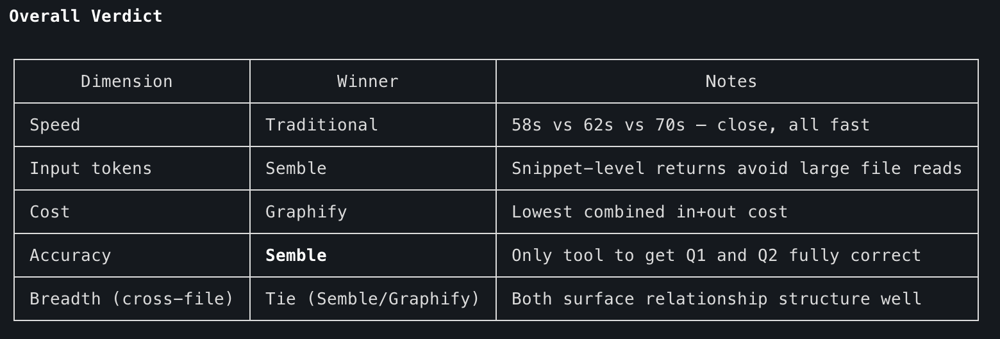 Overall Verdict
Dimension Winner Notes
Speed Traditional 58s vs 62s vs 70s — close, all fast
Input tokens Semble Snippet-level returns avoid large file reads
Cost Graphify Lowest combined in+out cost
Accuracy Semble Only tool to get Q1 and Q2 fully correct
Breadth (cross-file) Tie (Semble/Graphify) Both surface relationship structure well